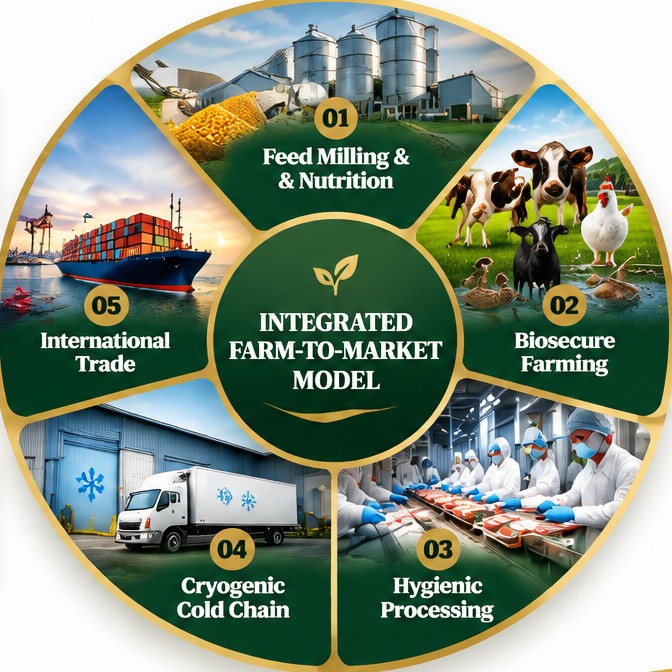 INTEGRATED
FARM-TO-MARKET
MODEL
01
Feed Milling &
& Nutrition
02
Biosecure
Farming
03
Hygienic
Processing
04
Cryogenic
Cold Chain
05
International
Trade